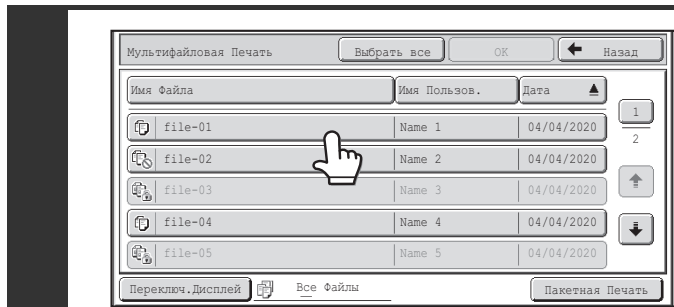 Мультифайловая Печать Выбрать все OK Назад
Имя Файла Имя Пользов. Дата
file-01 Name 1 04/04/2020
file-02 Name 2 04/04/2020
file-03 Name 3 04/04/2020
file-04 Name 4 04/04/2020
file-05 Name 5 04/04/2020
1
2
Переключ.Дисплей Все Файлы Пакетная Печать